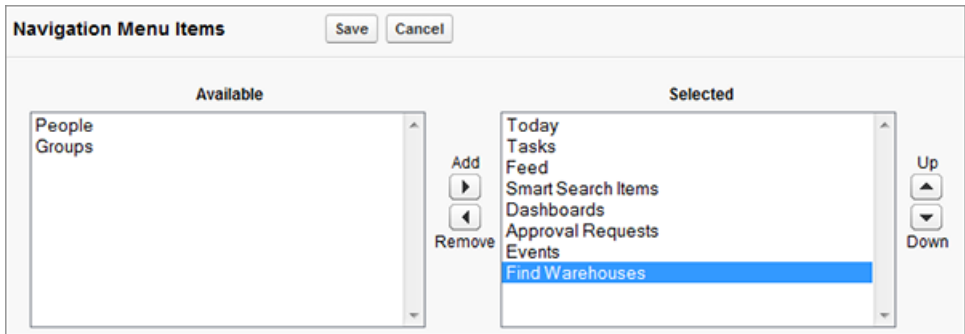 Navigation Menu Items Save Cancel
Available
People
Groups
Add
Remove
Selected
Today
Tasks
Feed
Smart Search Items
Dashboards
Approval Requests
Events
Find Warehouses
Up
Down